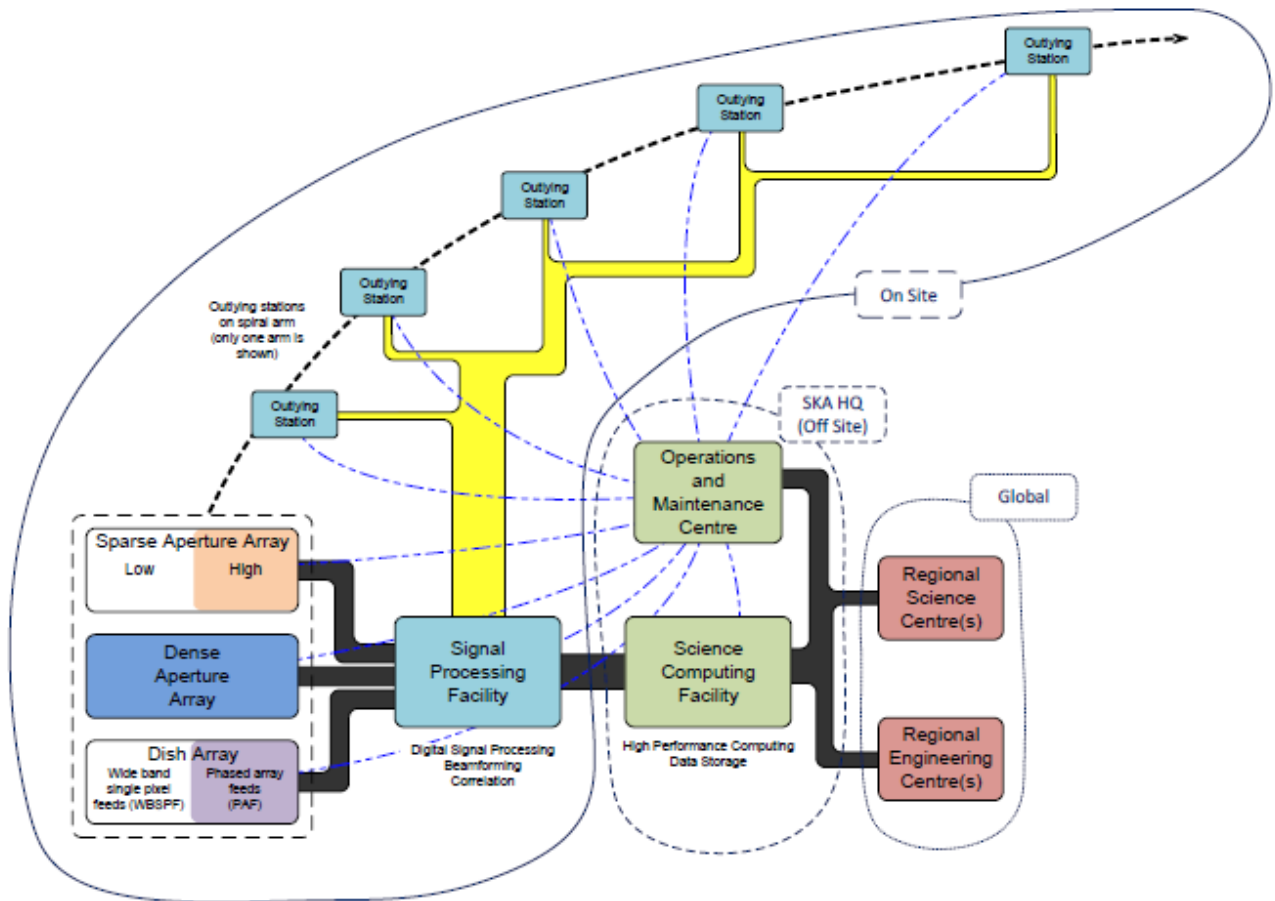 Outlying
Station
Outlying
Station
Outlying
Station
Outlying
Station
Outlying
Station
Outlying stations
on spiral arm
(only one arm is
shown)
On Site
SKA HQ
(Off Site)
Global
Operations
and
Maintenance
Centre
Sparse Aperture Array
Low
High
Dense
Aperture
Array
Dish Array
Wide band
single pixel
feeds (WBSPF)
Phased array
feeds
(PAF)
Signal
Processing
Facility
Digital Signal Processing
Beamforming
Correlation
Science
Computing
Facility
High Performance Computing
Data Storage
Regional
Science
Centre(s)
Regional
Engineering
Centre(s)